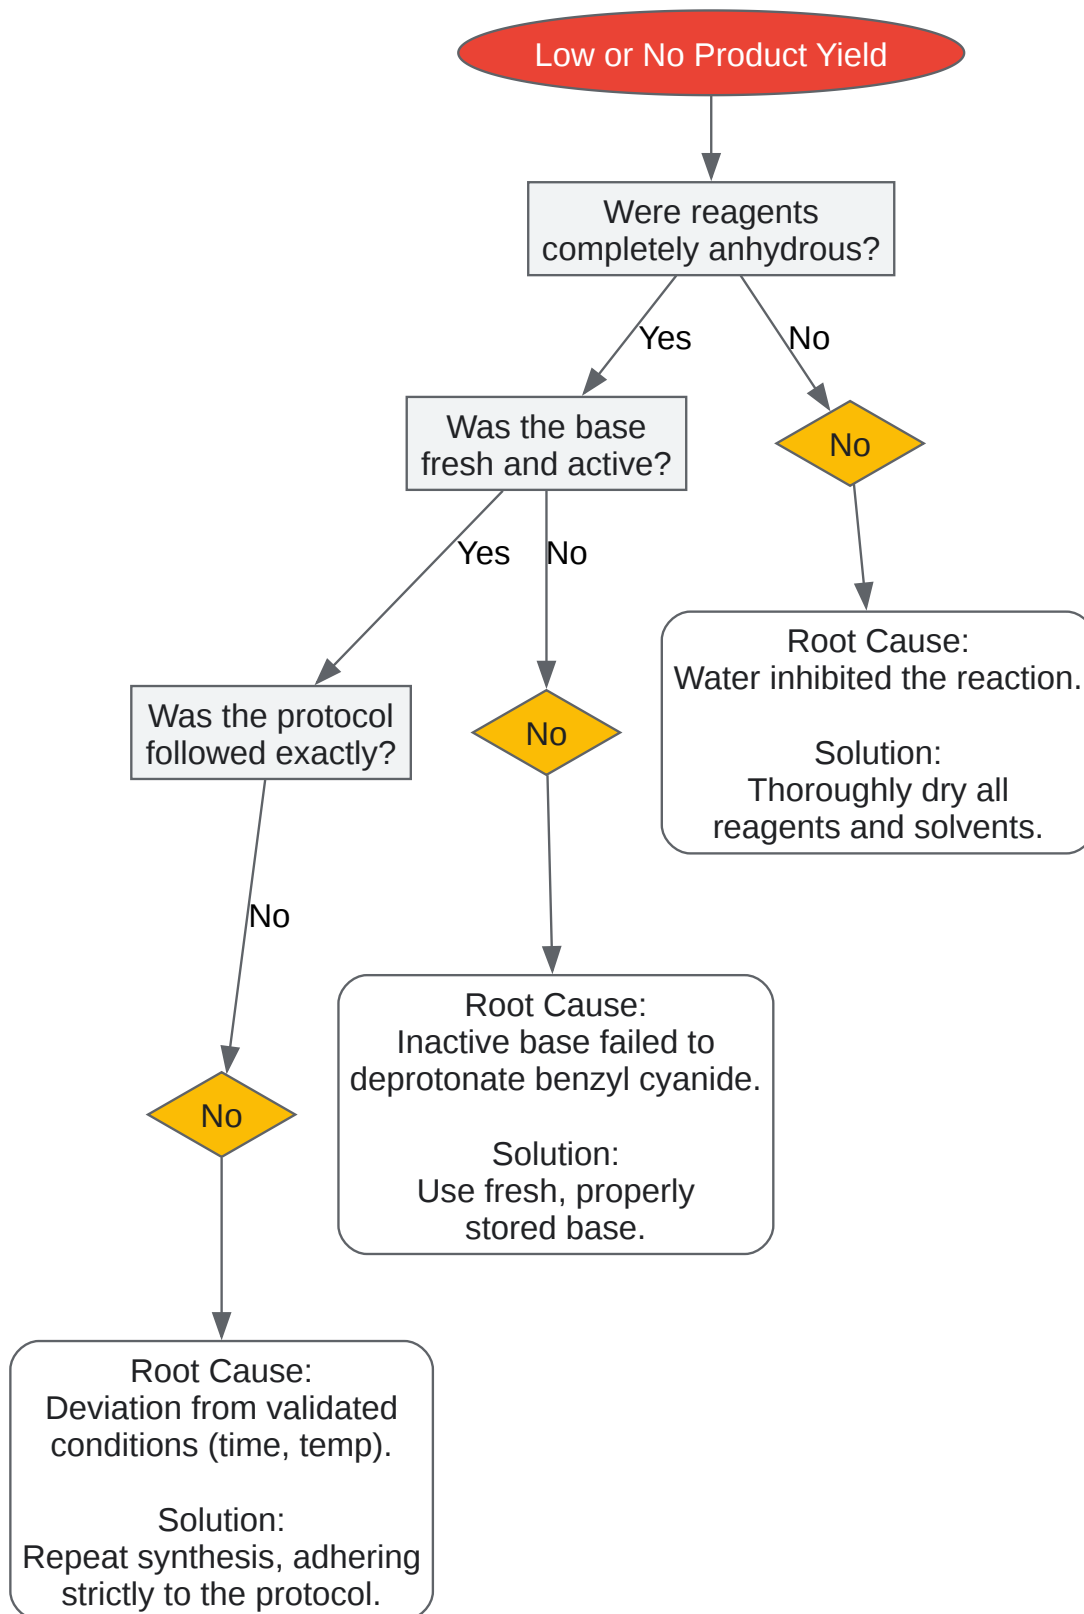 Low or No Product Yield
Were reagents
completely anhydrous?
Yes
No
Was the base
fresh and active?
No
Yes
No
Root Cause:
Water inhibited the reaction.
Solution:
Thoroughly dry all
reagents and solvents.
Was the protocol
followed exactly?
No
No
Root Cause:
Inactive base failed to
deprotonate benzyl cyanide.
Solution:
Use fresh, properly
stored base.
No
Root Cause:
Deviation from validated
conditions (time, temp).
Solution:
Repeat synthesis, adhering
strictly to the protocol.